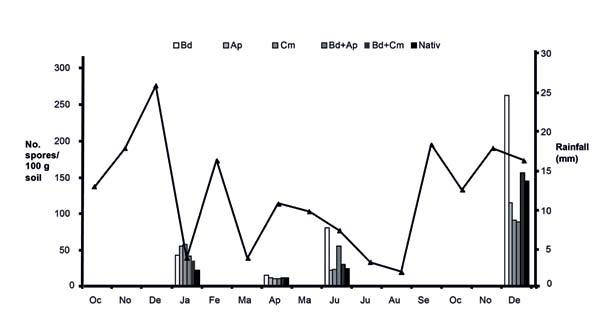 Bd Ap Cm Bd+Ap Bd+Cm Nativ
300
250
200
150
100
50
0
No.
spores/
100 g
soil
30
25
20
15
10
5
0
Rainfall
(mm)
Oc No De Ja Fe Ma Ap Ma Ju Ju Au Se Oc No De